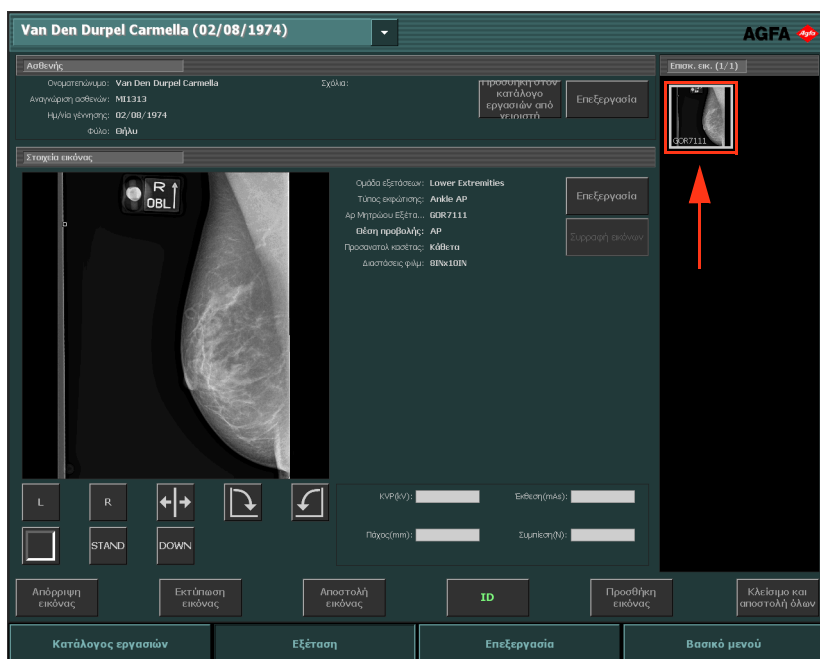 Van Den Durpel Carmella (02/08/1974)
AGFA
Ασθενής
Επισκ. εικ. (1/1)
Ονοματεπώνυμο: Van Den Durpel Carmella
Σχόλια:
Προσθήκη στον
κατάλογο
εργασιών από
χειριστή
Επεξεργασία
Αναγνώριση ασθενών: MI1313
Ημ/νία γέννησης: 02/08/1974
Φύλο: Θήλυ
GOR7111
Στοιχεία εικόνας
R
OBL
Ομάδα εξετάσεων: Lower Extremities
Τύπος εκφώτισης: Ankle AP
Αρ Μητρώου Εξέτα... GOR7111
Θέση προβολής: AP
Προσανατολ κασέτας: Κάθετα
Διαστάσεις φιλμ: 8INx10IN
Επεξεργασία
Συρραφή εικόνων
L
R
STAND
DOWN
KVP(kV):
Έκθεση(mAs):
Πάχος(mm):
Συμπίεση(N):
Απόρριψη
εικόνας
Εκτύπωση
εικόνας
Αποστολή
εικόνας
ID
Προσθήκη
εικόνας
Κλείσιμο και
αποστολή όλων
Κατάλογος εργασιών
Εξέταση
Επεξεργασία
Βασικό μενού